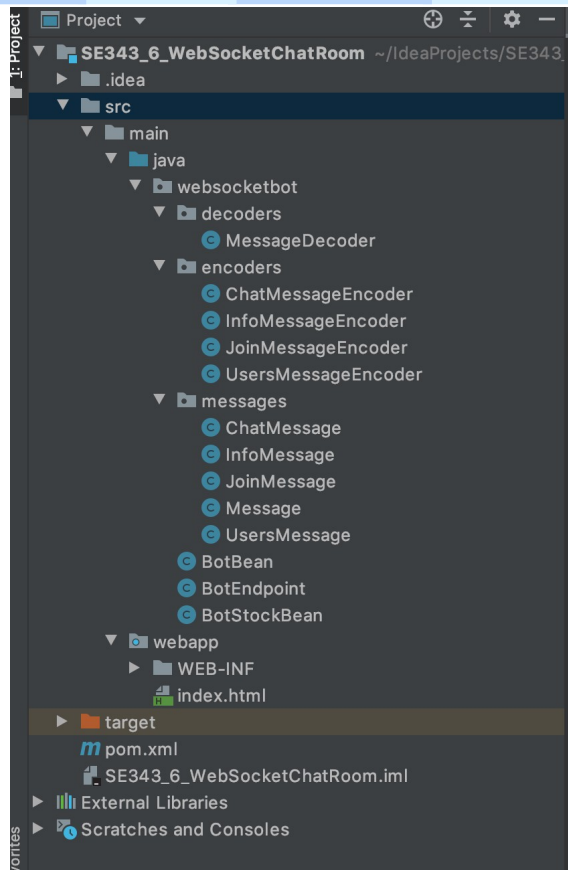 Project
1: Project
SE343_6_WebSocketChatRoom ~/IdeaProjects/SE343_
.idea
src
main
java
websocketbot
decoders
MessageDecoder
encoders
ChatMessageEncoder
InfoMessageEncoder
JoinMessageEncoder
UsersMessageEncoder
messages
ChatMessage
InfoMessage
JoinMessage
Message
UsersMessage
BotBean
BotEndpoint
BotStockBean
webapp
WEB-INF
index.html
target
pom.xml
SE343_6_WebSocketChatRoom.iml
External Libraries
Scratches and Consoles
vorites